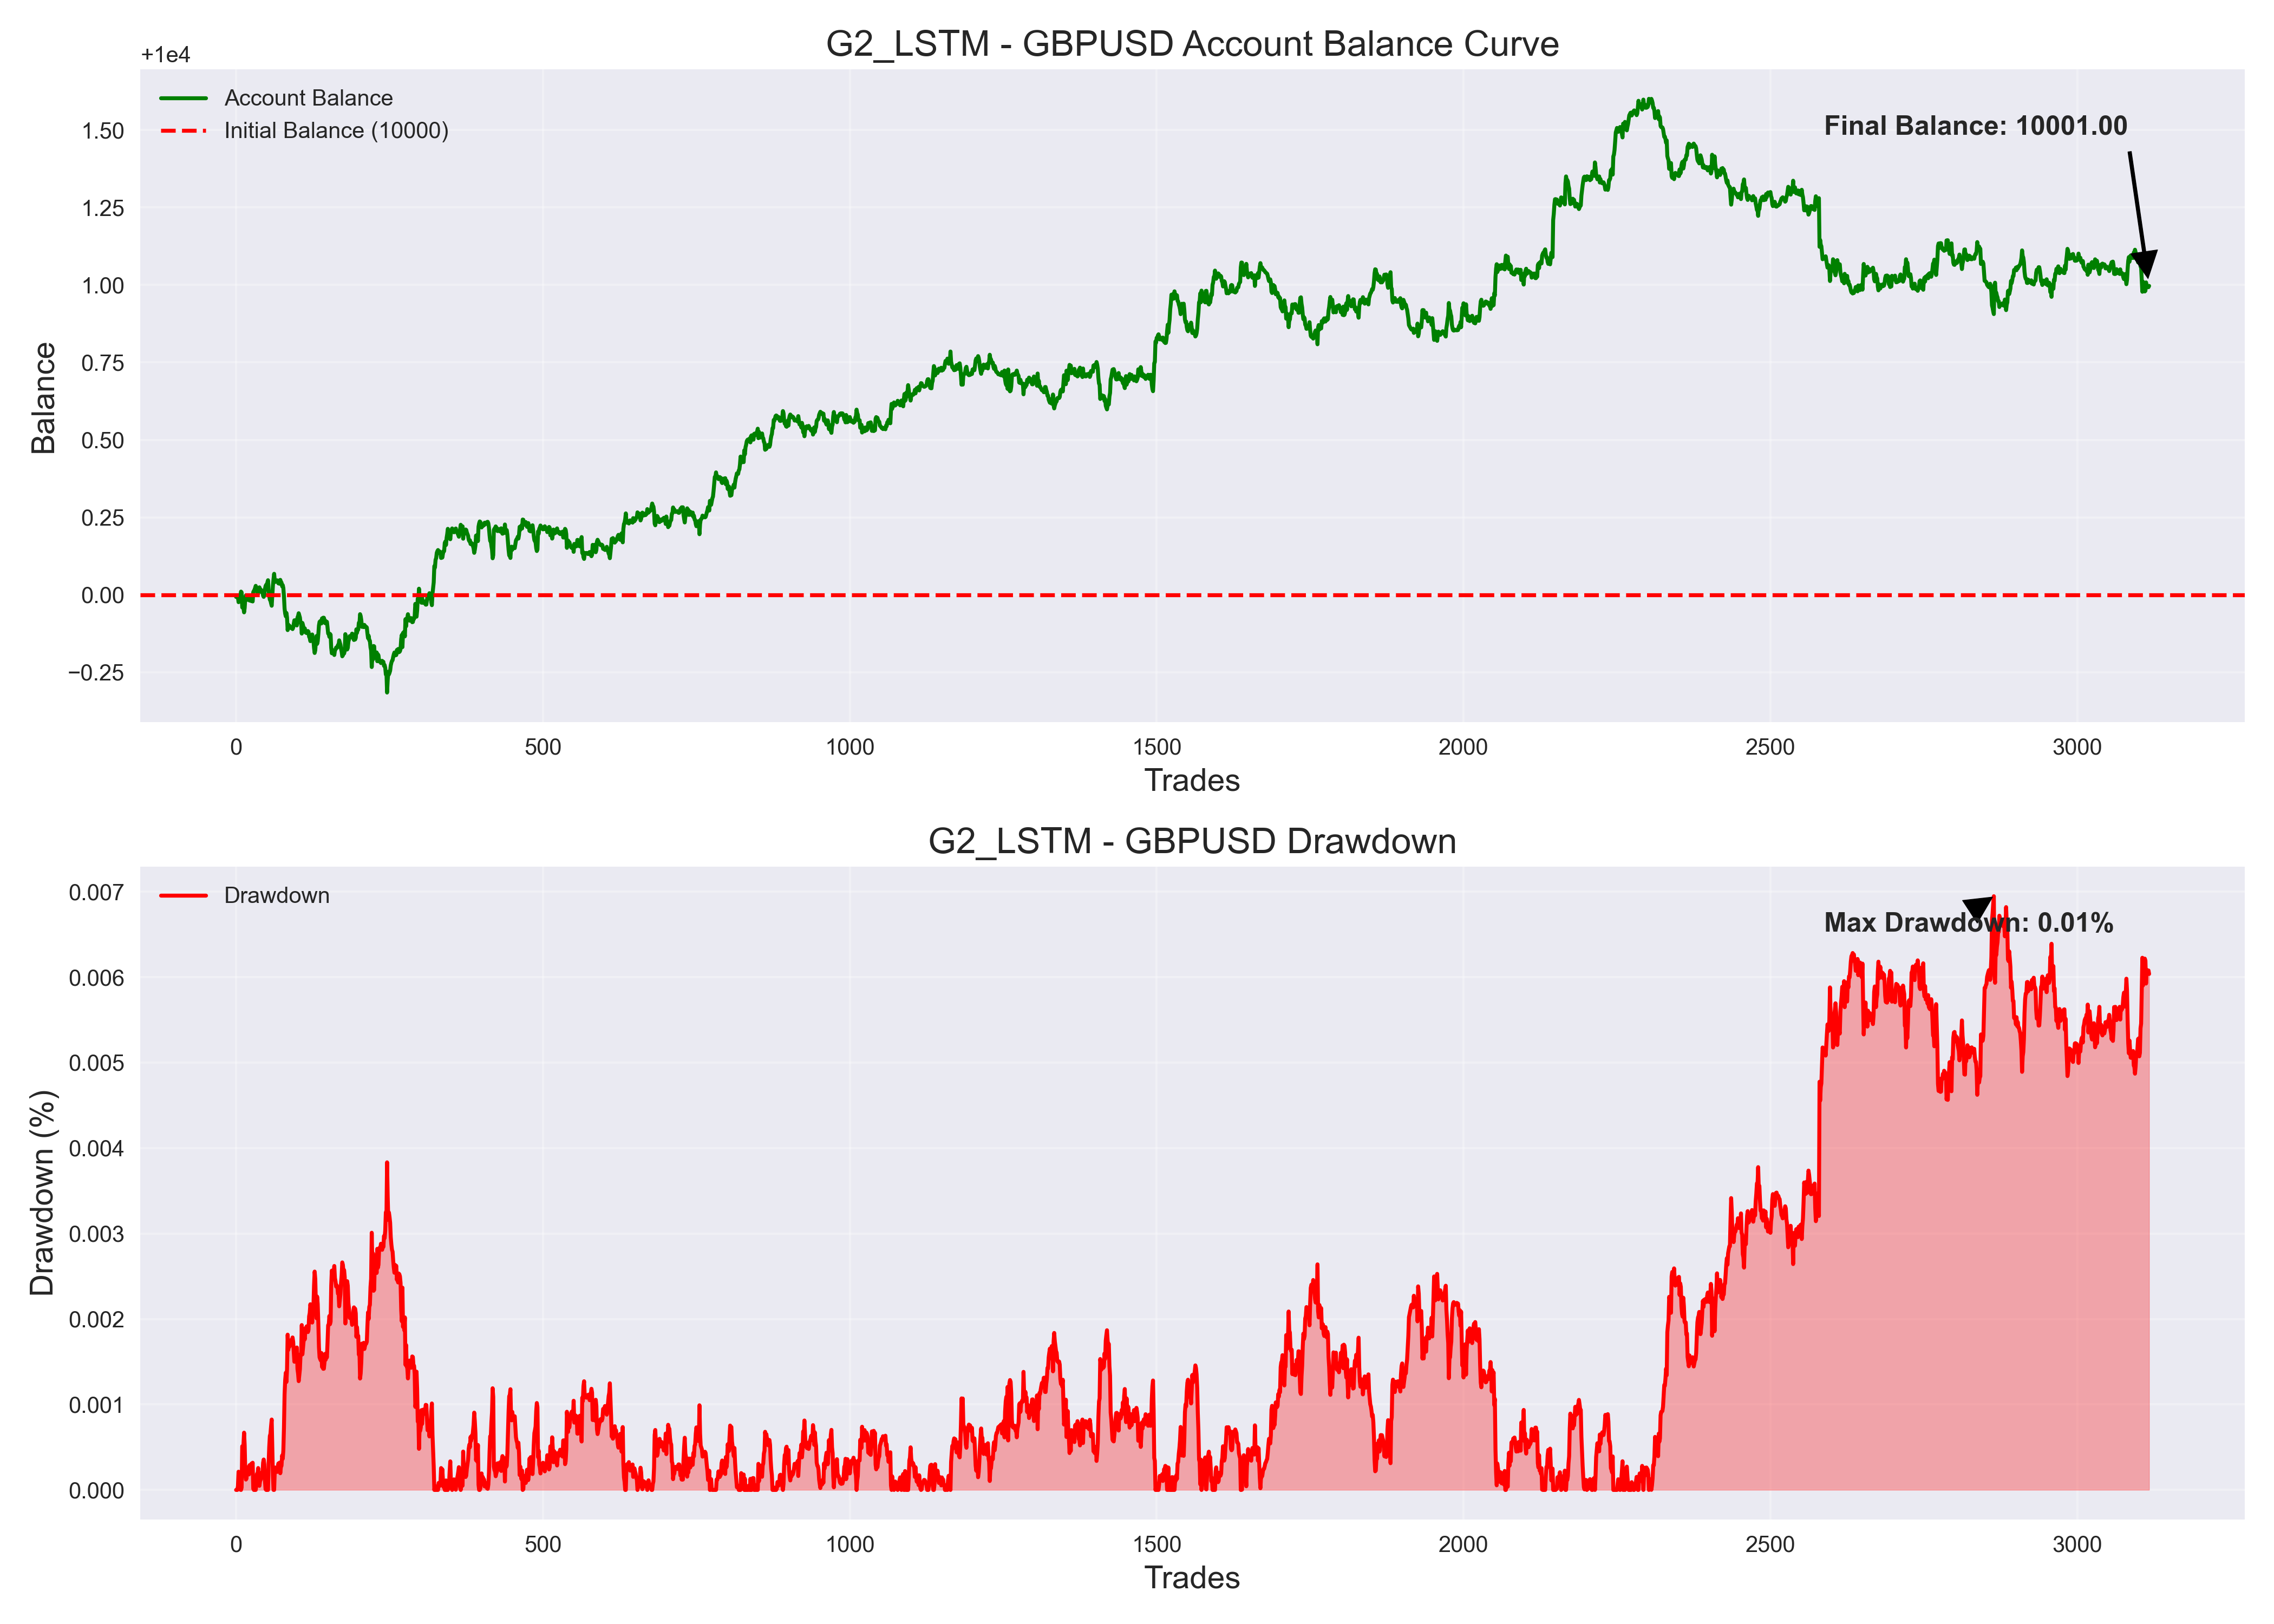 G2_LSTM - GBPUSD Account Balance Curve
+1e4
Account Balance
Initial Balance (10000)
Final Balance: 10001.00
1.50
1.25
1.00
0.75
0.50
0.25
0.00
−0.25
Balance
0 500 1000 1500 2000 2500 3000
Trades
G2_LSTM - GBPUSD Drawdown
Drawdown
Max Drawdown: 0.01%
0.007
0.006
0.005
0.004
0.003
0.002
0.001
0.000
Drawdown (%)
0 500 1000 1500 2000 2500 3000
Trades